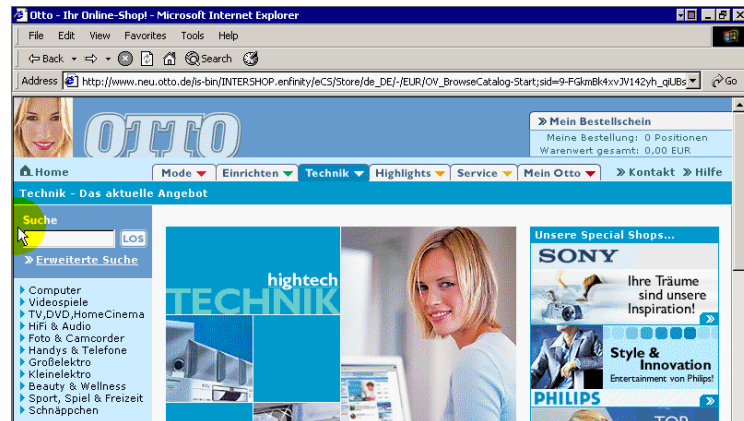 Otto - Ihr Online-Shop! - Microsoft Internet Explorer
File Edit View Favorites Tools Help
Back Search
Address http://www.neu.otto.de/is-bin/INTERSHOP.enfinity/eCS/Store/de_DE/-/EUR/OV_BrowseCatalog-Start;sid=9-FGkmBk4xvJV142yh_qiUBs Go
OTTO
» Mein Bestellschein
Meine Bestellung: 0 Positionen
Warenwert gesamt: 0,00 EUR
Home Mode Einrichten Technik Highlights Service Mein Otto » Kontakt » Hilfe
Technik - Das aktuelle Angebot
Suche
LOS
» Erweiterte Suche
Computer
Videospiele
TV,DVD,HomeCinema
HiFi & Audio
Foto & Camcorder
Handys & Telefone
Großelektro
Kleinelektro
Beauty & Wellness
Sport, Spiel & Freizeit
Schnäppchen
hightech
TECHNIK
Unsere Special Shops...
SONY
Ihre Träume
sind unsere
Inspiration!
Style &
Innovation
Entertainment von Philips!
PHILIPS
TOP